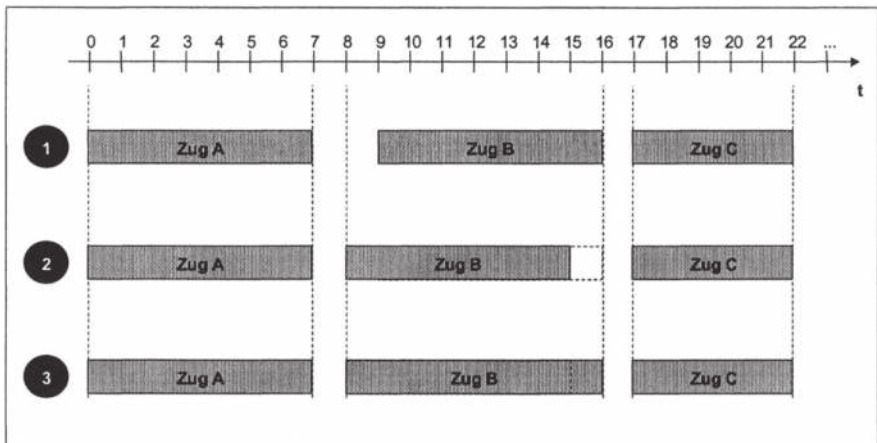 0 1 2 3 4 5 6 7 8 9 10 11 12 13 14 15 16 17 18 19 20 21 22 ...
t
1 Zug A Zug B Zug C
2 Zug A Zug B Zug C
3 Zug A Zug B Zug C